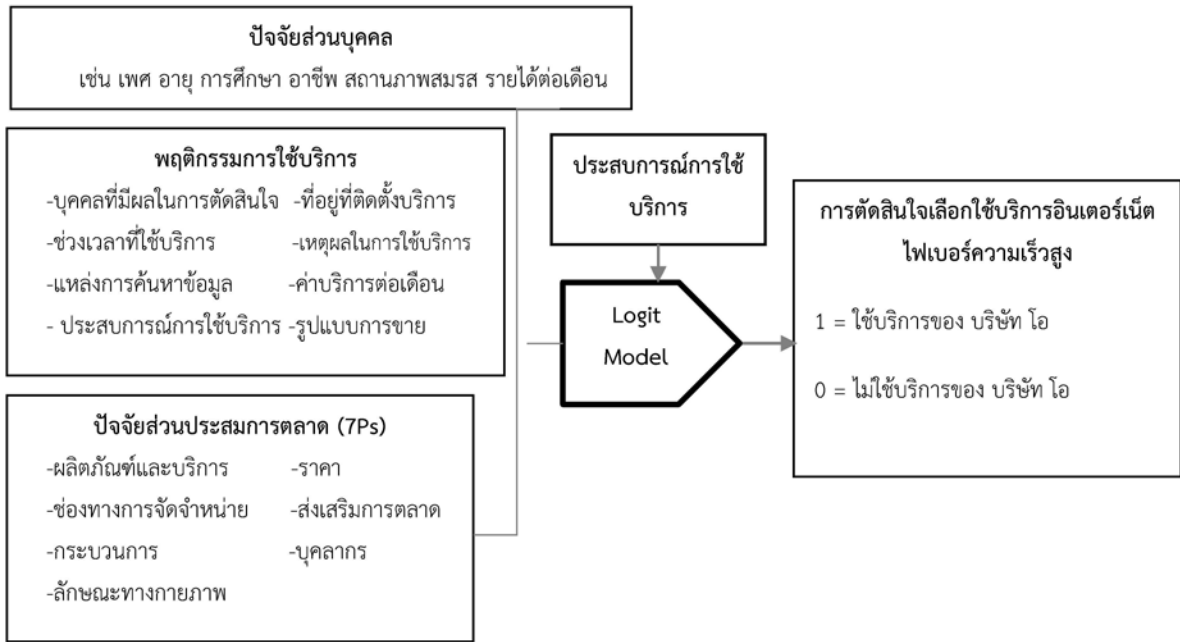 ปัจจัยส่วนบุคคล
เช่น เพศ อายุ การศึกษา อาชีพ สถานภาพสมรส รายได้ต่อเดือน
พฤติกรรมการใช้บริการ
-บุคคลที่มีผลในการตัดสินใจ -ที่อยู่ที่ติดตั้งบริการ
-ช่วงเวลาที่ใช้บริการ -เหตุผลในการใช้บริการ
-แหล่งการค้นหาข้อมูล -ค่าบริการต่อเดือน
- ประสบการณ์การใช้บริการ -รูปแบบการขาย
ปัจจัยส่วนประสมการตลาด (7Ps)
-ผลิตภัณฑ์และบริการ -ราคา
-ช่องทางการจัดจำหน่าย -ส่งเสริมการตลาด
-กระบวนการ -บุคลากร
-ลักษณะทางกายภาพ
ประสบการณ์การใช้
บริการ
Logit
Model
การตัดสินใจเลือกใช้บริการอินเตอร์เน็ต
ไฟเบอร์ความเร็วสูง
1 = ใช้บริการของ บริษัท โอ
0 = ไม่ใช้บริการของ บริษัท โอ